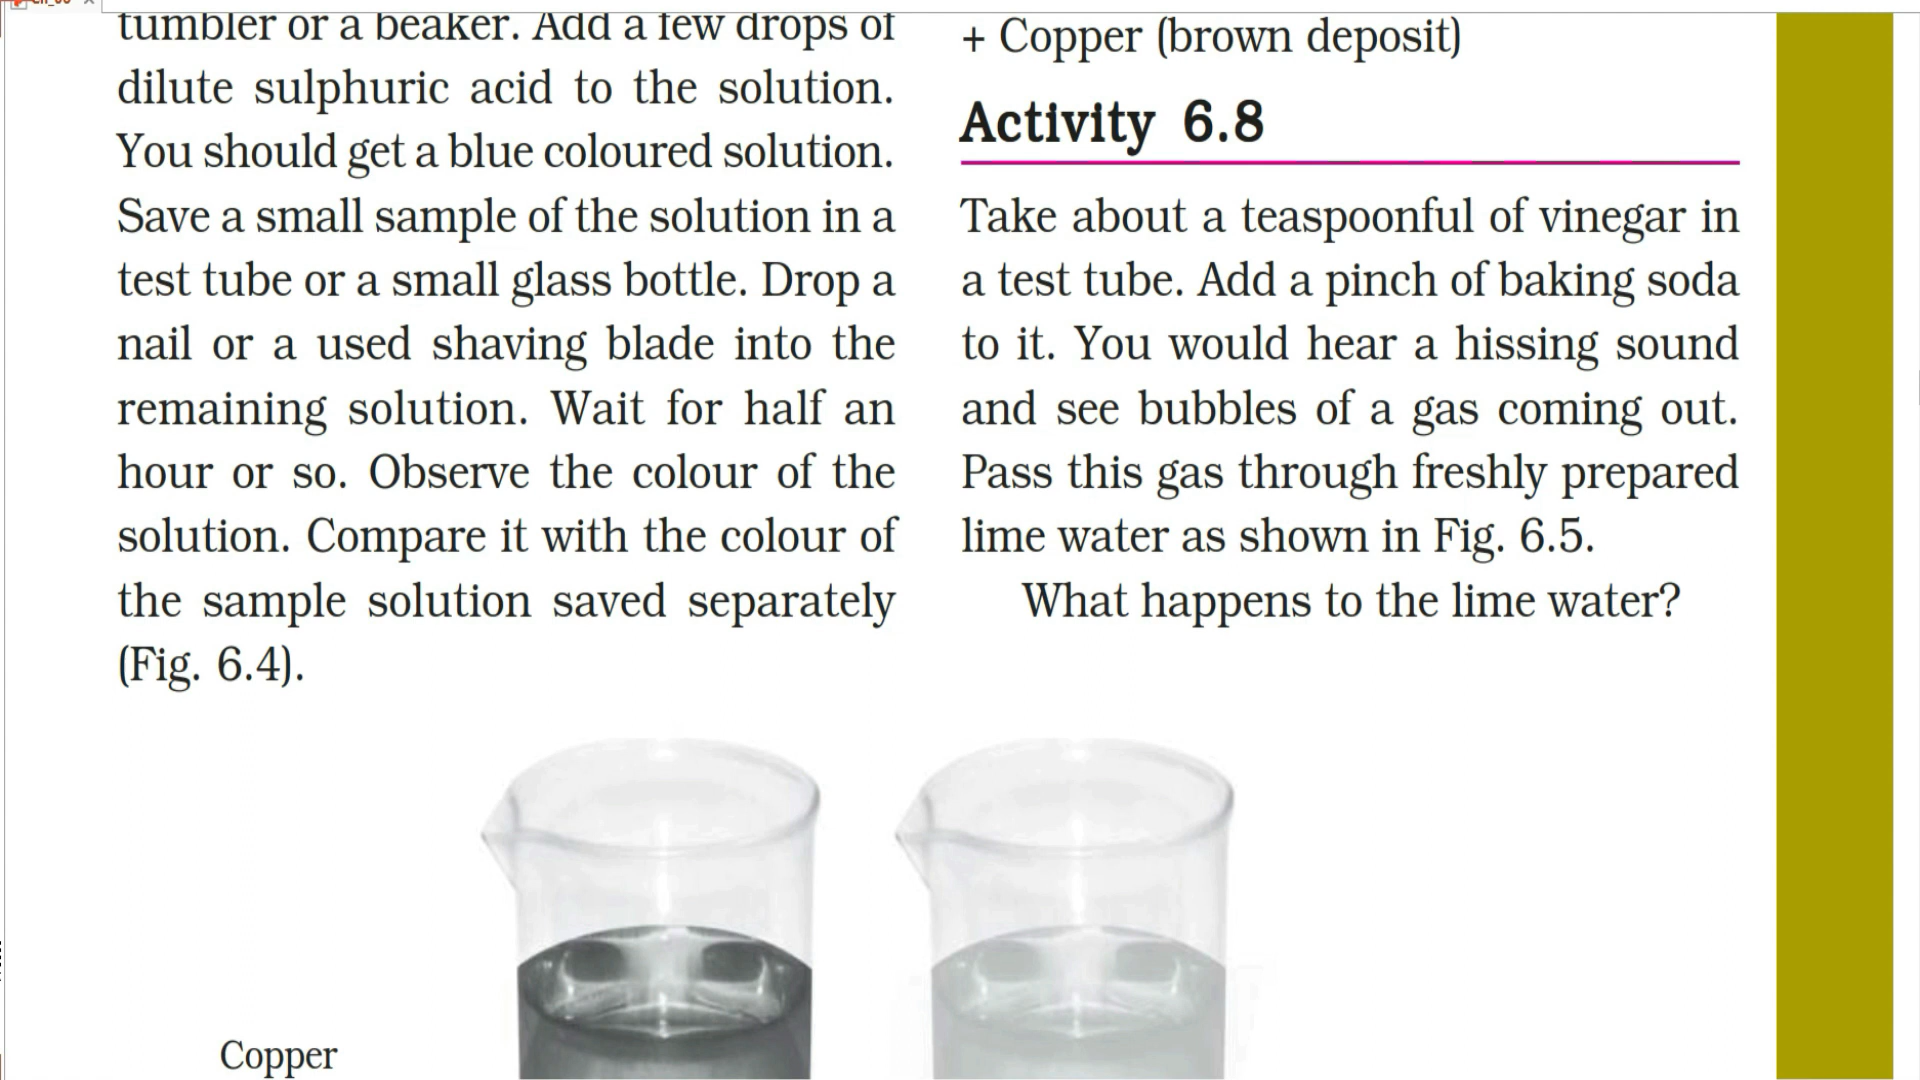 tumbler or a beaker. Add a few drops of
dilute sulphuric acid to the solution.
You should get a blue coloured solution.
Save a small sample of the solution in a
test tube or a small glass bottle. Drop a
nail or a used shaving blade into the
remaining solution. Wait for half an
hour or so. Observe the colour of the
solution. Compare it with the colour of
the sample solution saved separately
(Fig. 6.4).
+ Copper (brown deposit)
Activity 6.8
Take about a teaspoonful of vinegar in
a test tube. Add a pinch of baking soda
to it. You would hear a hissing sound
and see bubbles of a gas coming out.
Pass this gas through freshly prepared
lime water as shown in Fig. 6.5.
What happens to the lime water?
Copper